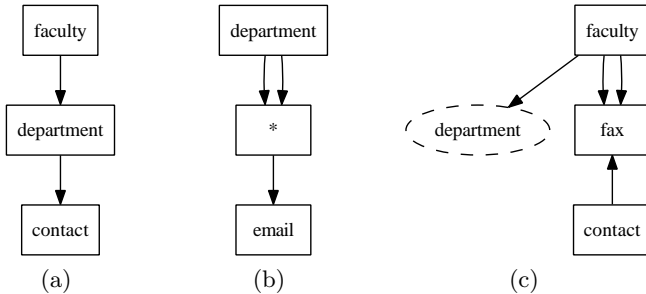 faculty
department
contact
(a)
department
*
email
(b)
faculty
department
fax
contact
(c)